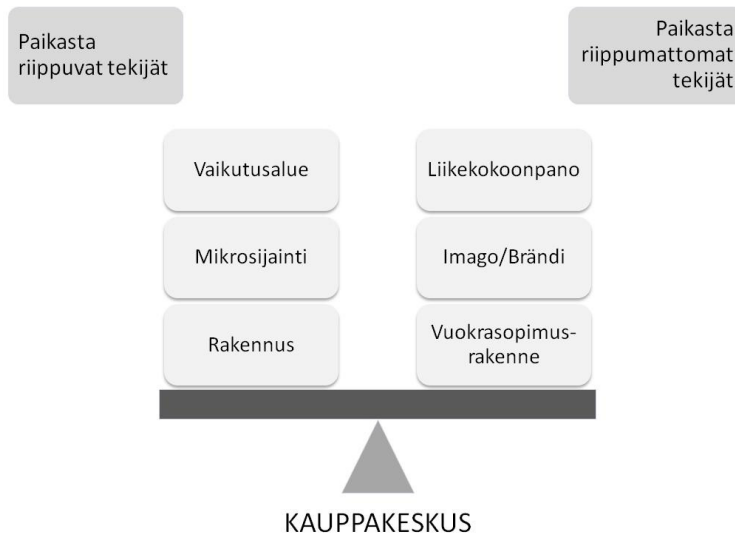 Paikasta
riippuvat tekijät
Paikasta
riippumattomat
tekijät
Vaikutusalue
Liikekokoonpano
Mikrosijainti
Imago/Brändi
Rakennus
Vuokrasopimus-
rakenne
KAUPPAKESKUS